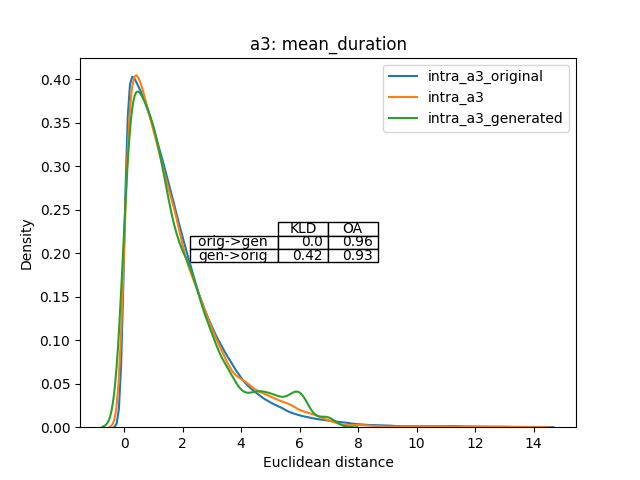 a3: mean_duration
intra_a3_original
intra_a3
intra_a3_generated
0.40
0.35
0.30
0.25
0.20
0.15
0.10
0.05
0.00
Density
KLD OA
orig->gen 0.0 0.96
gen->orig 0.42 0.93
0 2 4 6 8 10 12 14
Euclidean distance